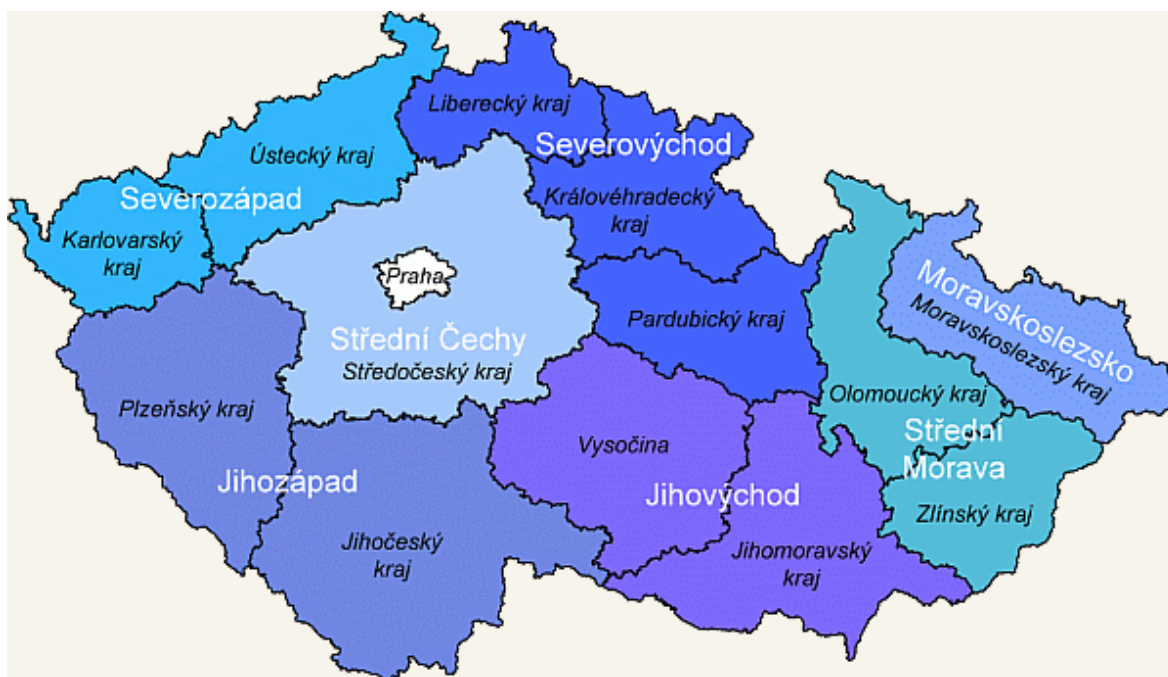 Liberecký kraj
Severovýchod
Ústecký kraj
Severozápad
Královéhradecký
kraj
Karlovarský
kraj
Praha
Moravskoslezsko
Moravskoslezský kraj
Pardubický kraj
Střední Čechy
Středočeský kraj
Plzeňský kraj
Olomoucký kraj
Střední
Morava
Vysočina
Jihozápad
Jihovýchod
Zlínský kraj
Jihočeský
kraj
Jihomoravský
kraj